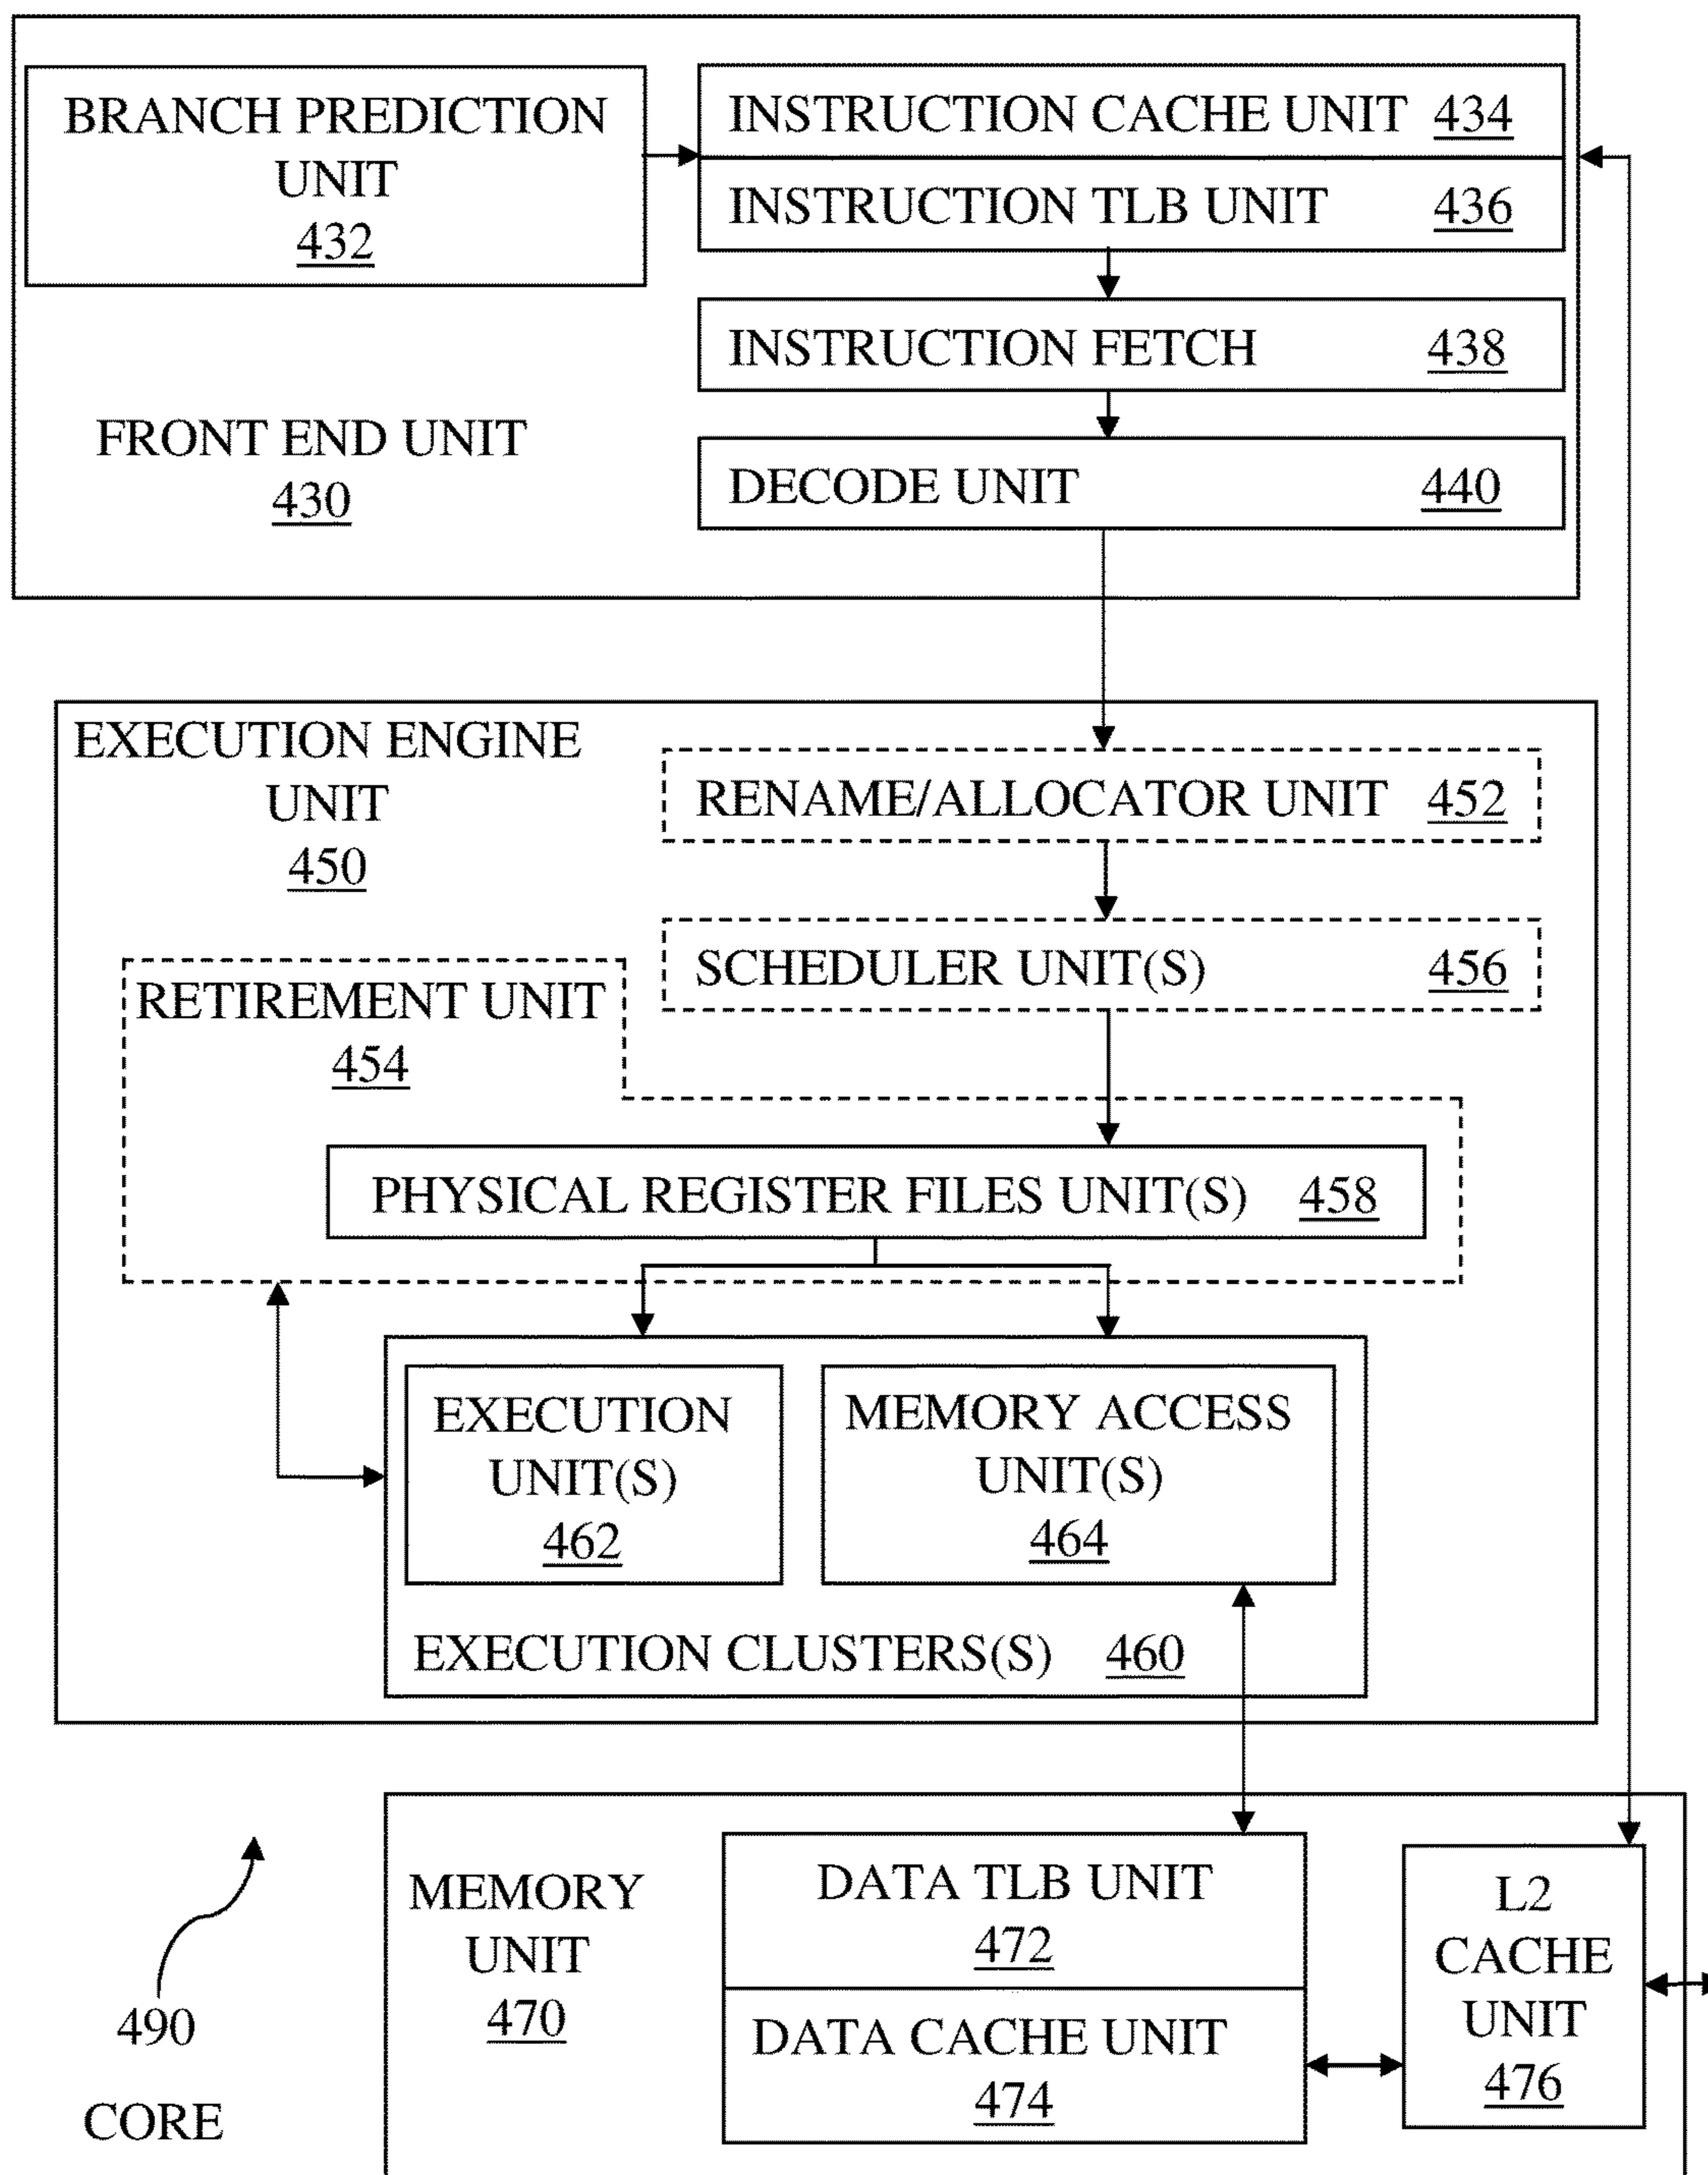 BRANCH PREDICTION
UNIT
432
INSTRUCTION CACHE UNIT 434
INSTRUCTION TLB UNIT 436
INSTRUCTION FETCH 438
FRONT END UNIT
430
DECODE UNIT 440
EXECUTION ENGINE
UNIT
450
RENAME/ALLOCATOR UNIT 452
SCHEDULER UNIT(S) 456
RETIREMENT UNIT
454
PHYSICAL REGISTER FILES UNIT(S) 458
EXECUTION
UNIT(S)
462
MEMORY ACCESS
UNIT(S)
464
EXECUTION CLUSTERS(S) 460
490
CORE
MEMORY
UNIT
470
DATA TLB UNIT
472
DATA CACHE UNIT
474
L2
CACHE
UNIT
476